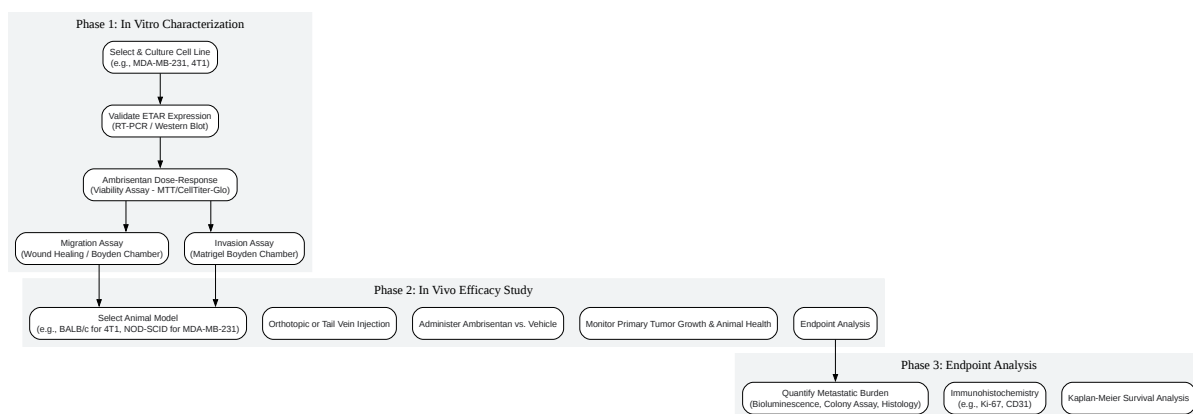 Phase 1: In Vitro Characterization
Select & Culture Cell Line
(e.g., MDA-MB-231, 4T1)
Validate ETAR Expression
(RT-PCR / Western Blot)
Ambrisentan Dose-Response
(Viability Assay - MTT/CellTiter-Glo)
Migration Assay
(Wound Healing / Boyden Chamber)
Invasion Assay
(Matrigel Boyden Chamber)
Phase 2: In Vivo Efficacy Study
Select Animal Model
(e.g., BALB/c for 4T1, NOD-SCID for MDA-MB-231)
Orthotopic or Tail Vein Injection
Administer Ambrisentan vs. Vehicle
Monitor Primary Tumor Growth & Animal Health
Endpoint Analysis
Phase 3: Endpoint Analysis
Quantify Metastatic Burden
(Bioluminescence, Colony Assay, Histology)
Immunohistochemistry
(e.g., Ki-67, CD31)
Kaplan-Meier Survival Analysis